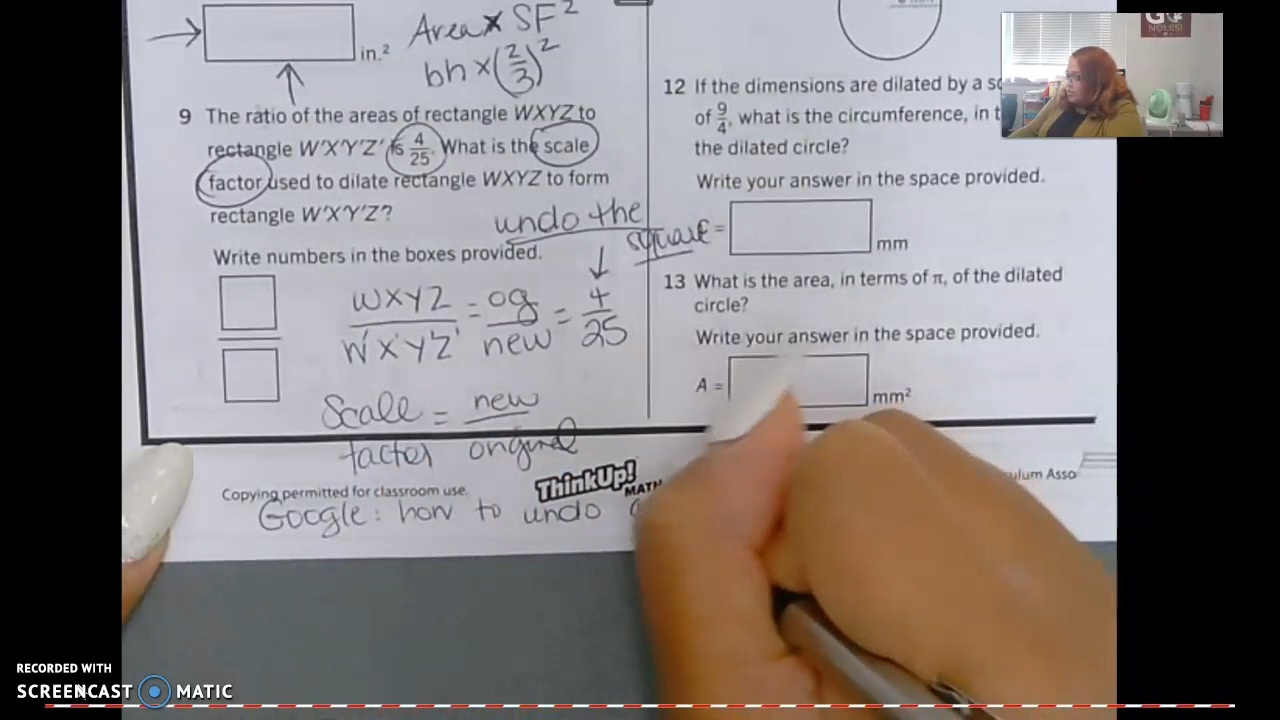 in.²
Area x SF²
bh x (2/3)²
9 The ratio of the areas of rectangle WXYZ to
rectangle W'X'Y'Z' is 4/25. What is the scale
factor used to dilate rectangle WXYZ to form
rectangle W'X'Y'Z'?
undo the
square
Write numbers in the boxes provided.
WXYZ/W'X'Y'Z' = og/new = 4/25
Scale factor = new/original
12 If the dimensions are dilated by a
of 9/4, what is the circumference, in
the dilated circle?
Write your answer in the space provided.
= mm
13 What is the area, in terms of π, of the dilated
circle?
Write your answer in the space provided.
A = mm²
Copying permitted for classroom use.
ThinkUp!
MATH
Google: how to undo
NOLES!
RECORDED WITH
SCREENCAST MATIC